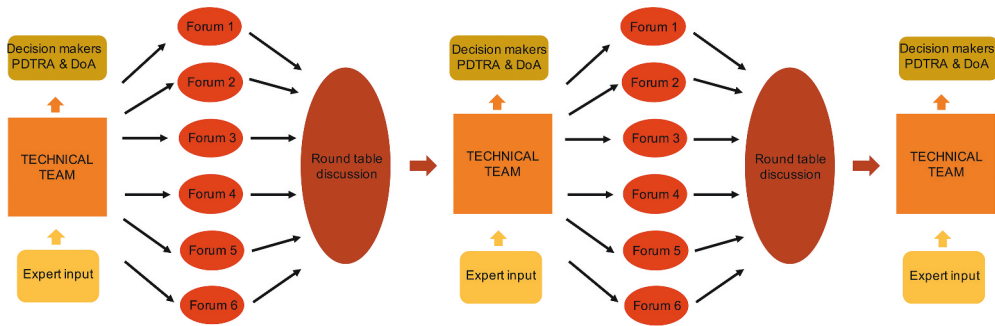 Decision makers
PDTRA & DoA
TECHNICAL
TEAM
Expert input
Forum 1
Forum 2
Forum 3
Forum 4
Forum 5
Forum 6
Round table
discussion
Decision makers
PDTRA & DoA
TECHNICAL
TEAM
Expert input
Forum 1
Forum 2
Forum 3
Forum 4
Forum 5
Forum 6
Round table
discussion
Decision makers
PDTRA & DoA
TECHNICAL
TEAM
Expert input